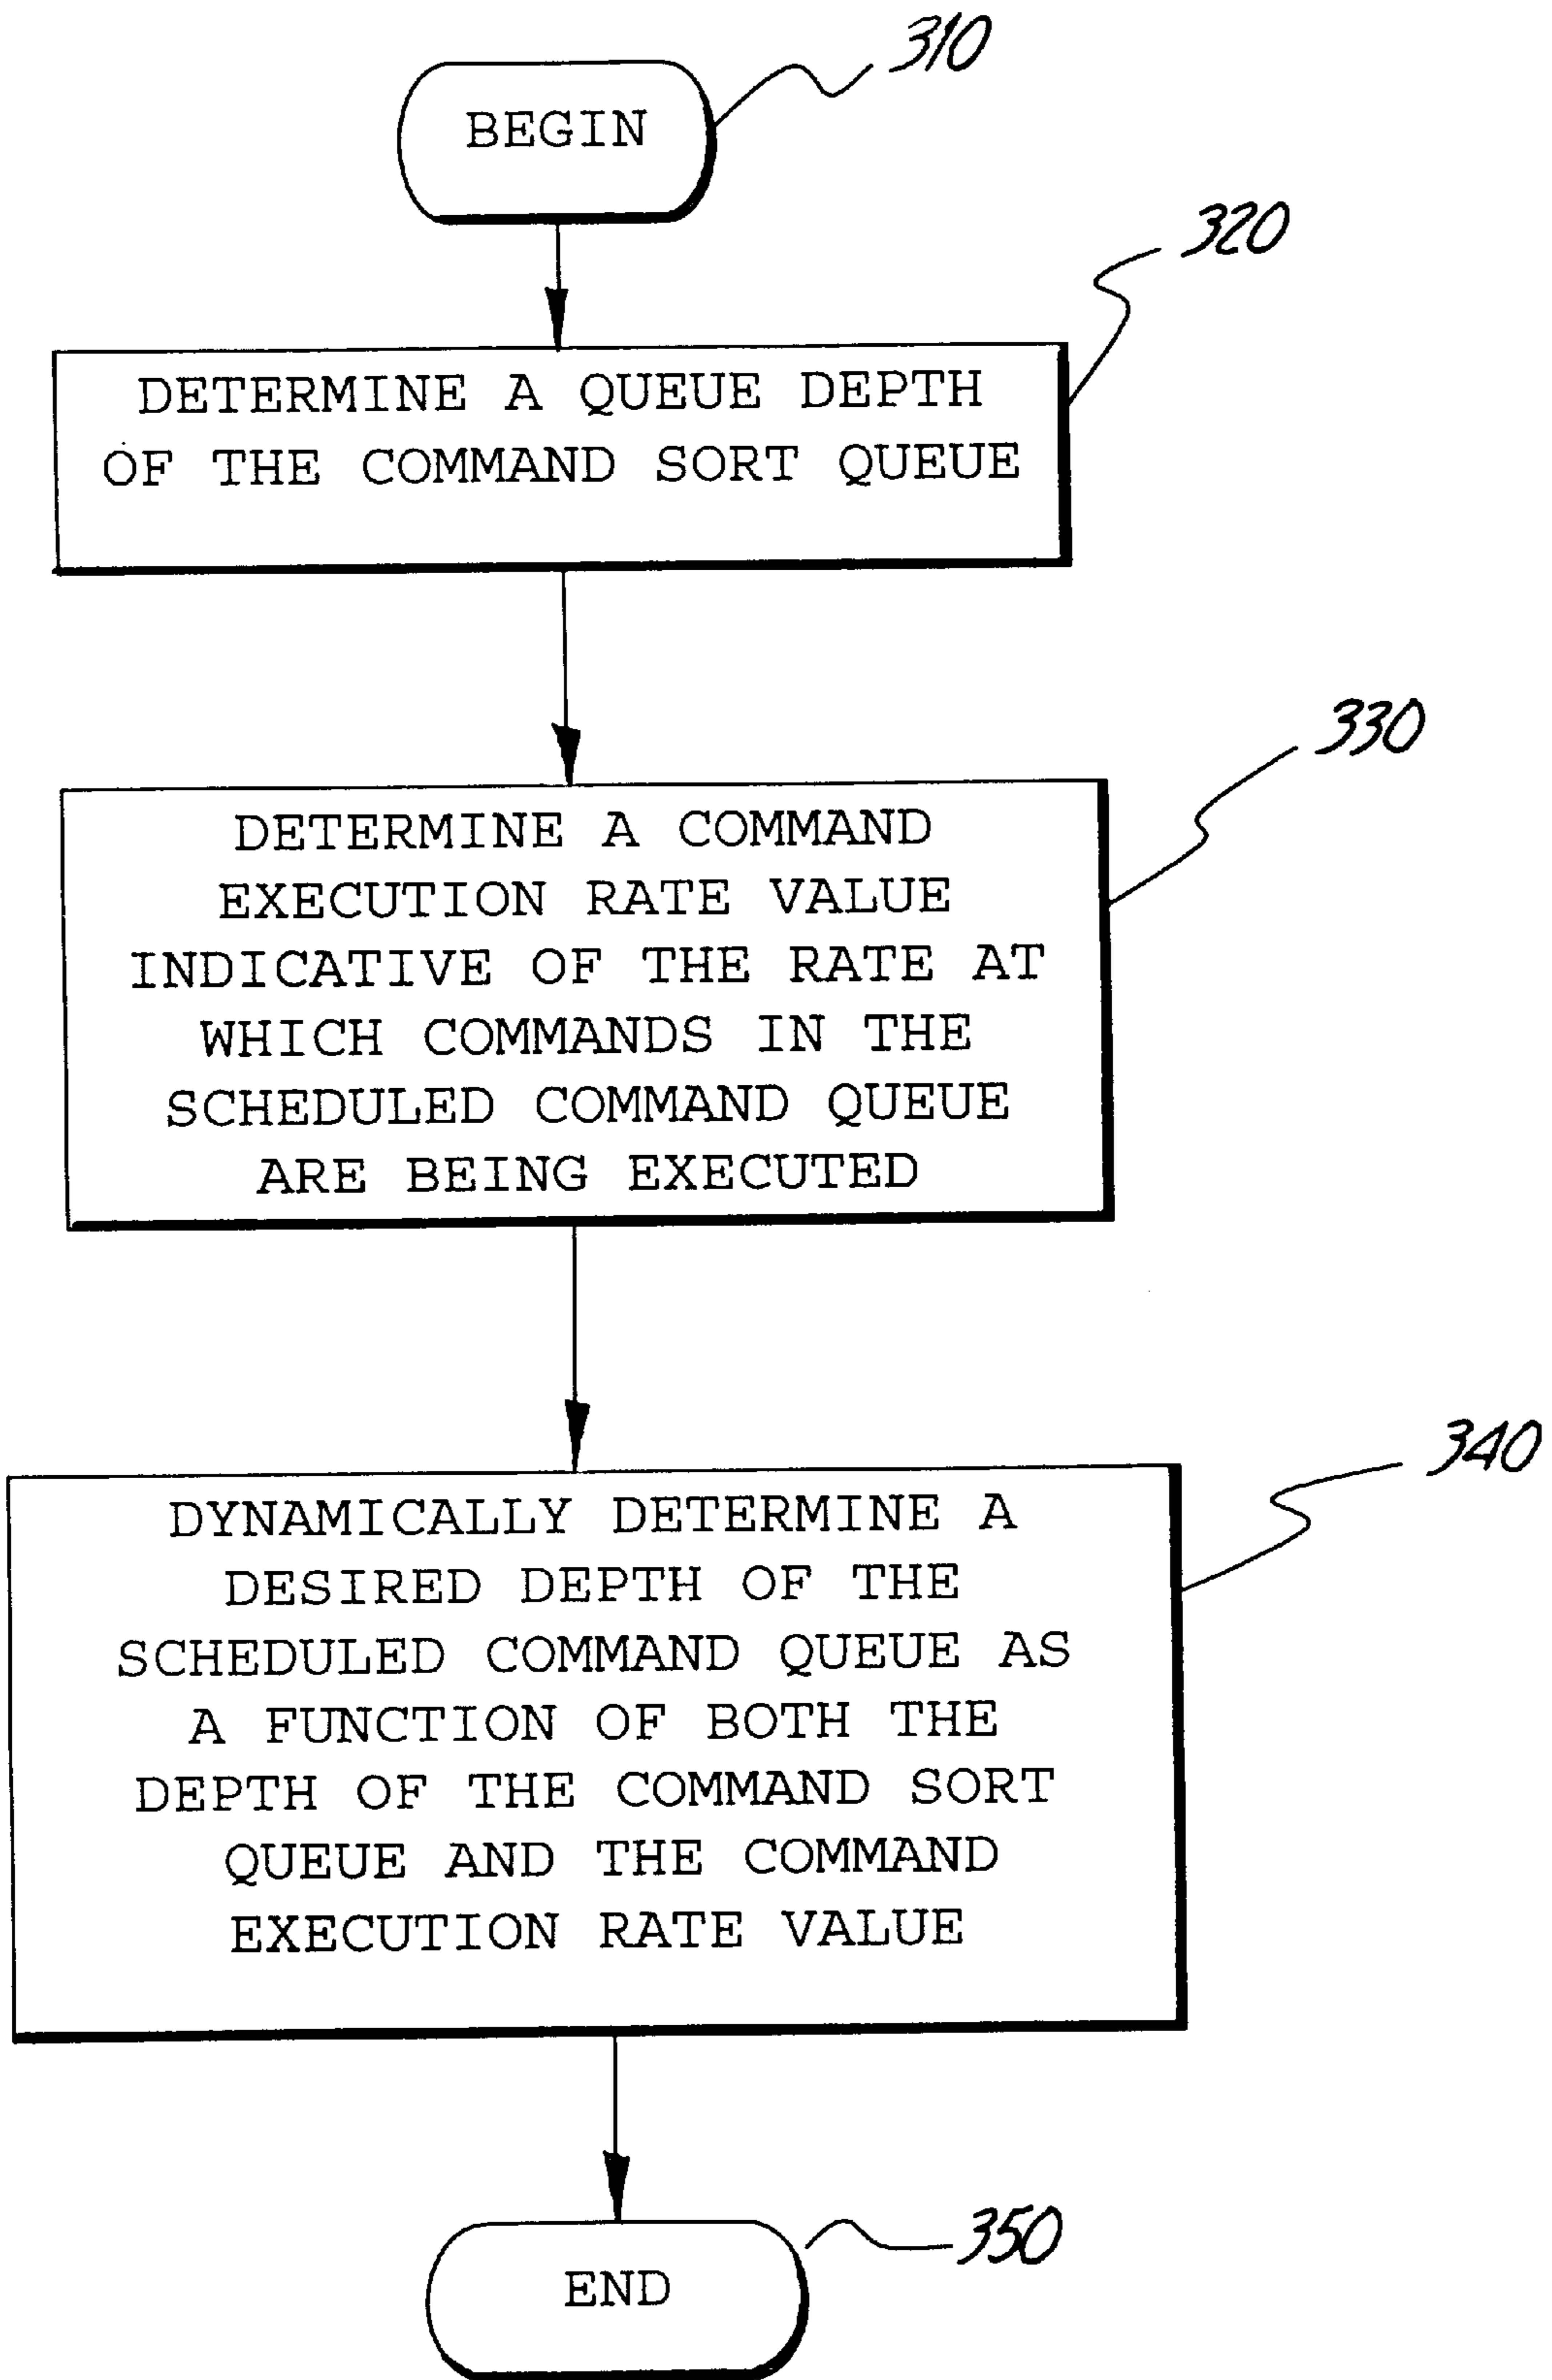 310
BEGIN
320
DETERMINE A QUEUE DEPTH
OF THE COMMAND SORT QUEUE
330
DETERMINE A COMMAND
EXECUTION RATE VALUE
INDICATIVE OF THE RATE AT
WHICH COMMANDS IN THE
SCHEDULED COMMAND QUEUE
ARE BEING EXECUTED
340
DYNAMICALLY DETERMINE A
DESIRED DEPTH OF THE
SCHEDULED COMMAND QUEUE AS
A FUNCTION OF BOTH THE
DEPTH OF THE COMMAND SORT
QUEUE AND THE COMMAND
EXECUTION RATE VALUE
350
END